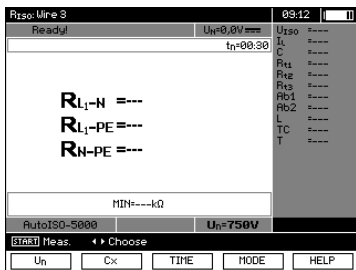 RISO: Wire 3 09:12
Ready! UN=0,0V
tn=00:30
RL1-N =---
RL1-PE =---
RN-PE =---
MIN=---kΩ
UISO =---
IL =---
C =---
Rt1 =---
Rt2 =---
Rt3 =---
Ab1 =---
Ab2 =---
L =---
TC =---
T =---
AutoISO-5000 Un=750V
START Meas. Choose
Un Cx TIME MODE HELP